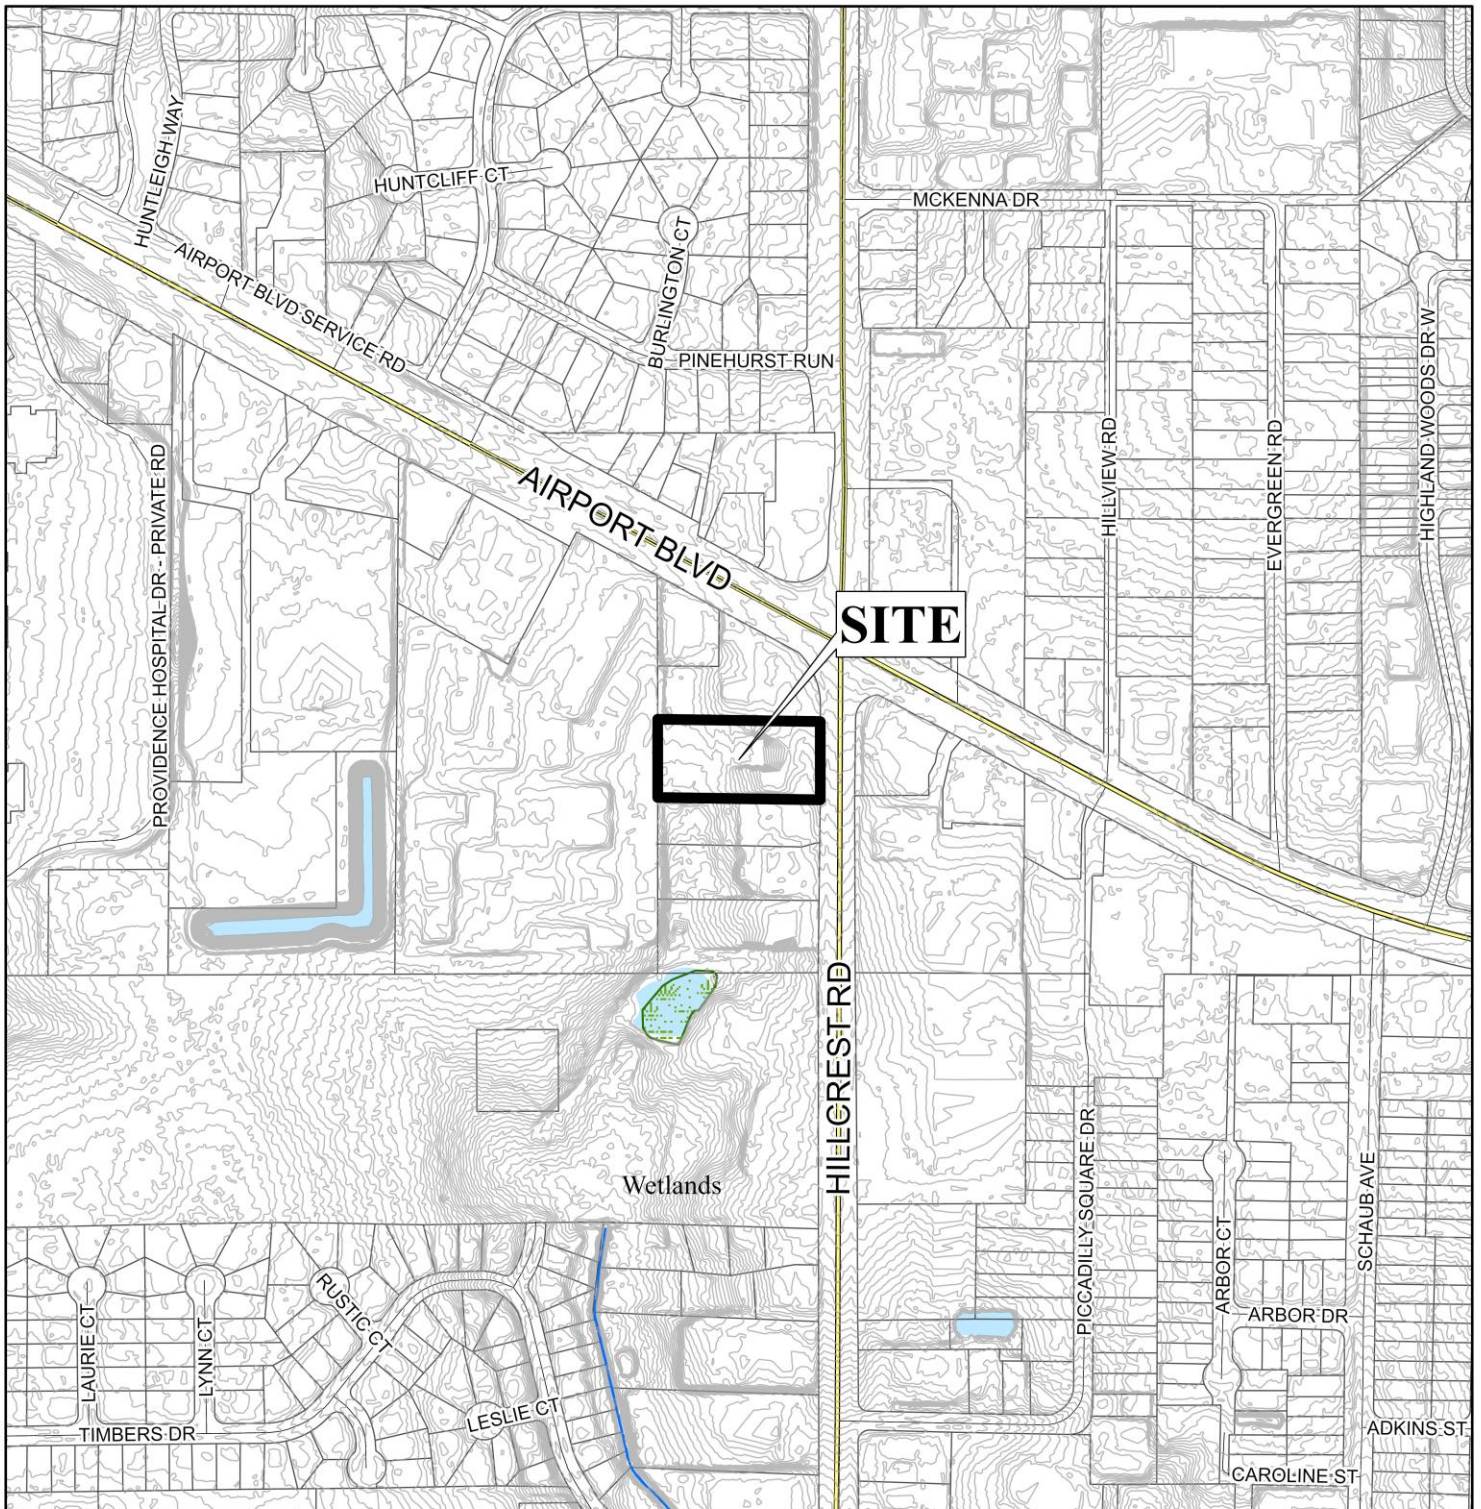 HUNTLEIGH WAY
HUNTCLIFF CT
MCKENNA DR
BURLINGTON CT
AIRPORT BLVD SERVICE RD
PINEHURST RUN
HIGHLAND WOODS DR W
HILLVIEW RD
EVERGREEN RD
PROVIDENCE HOSPITAL DR - PRIVATE RD
AIRPORT BLVD
SITE
HILLCREST RD
Wetlands
PICCADILLY SQUARE DR
SCHAUB AVE
ARBOR CT
ARBOR DR
LAURIE CT
LYNN CT
RUSTIC CT
LESLIE CT
TIMBERS DR
ADKINS ST
CAROLINE ST